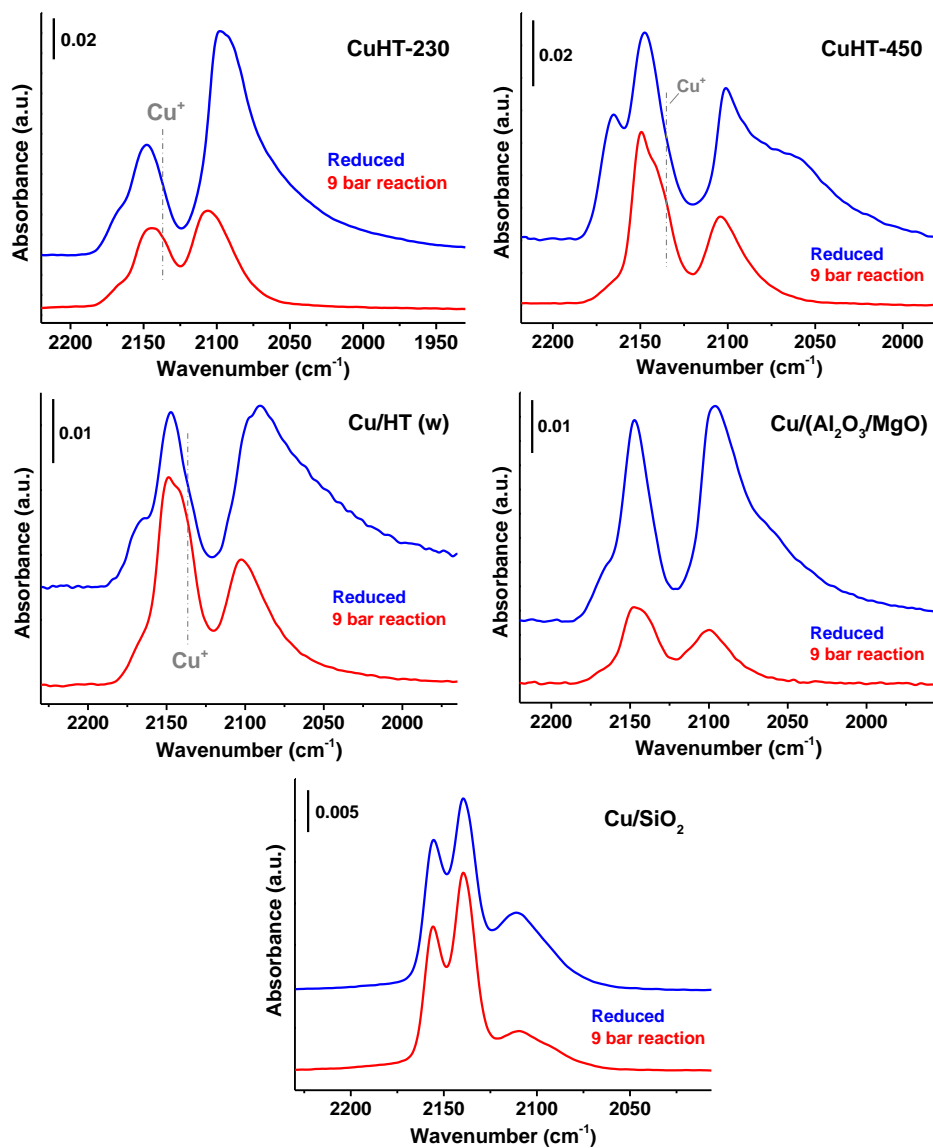 0.02
CuHT-230
Cu⁺
Reduced
9 bar reaction
Absorbance (a.u.)
2200 2150 2100 2050 2000 1950
Wavenumber (cm⁻¹)
0.02
CuHT-450
Cu⁺
Reduced
9 bar reaction
Absorbance (a.u.)
2200 2150 2100 2050 2000
Wavenumber (cm⁻¹)
0.01
Cu/HT (w)
Reduced
9 bar reaction
Cu⁺
Absorbance (a.u.)
2200 2150 2100 2050 2000
Wavenumber (cm⁻¹)
0.01
Cu/(Al₂O₃/MgO)
Reduced
9 bar reaction
Absorbance (a.u.)
2200 2150 2100 2050 2000
Wavenumber (cm⁻¹)
0.005
Cu/SiO₂
Reduced
9 bar reaction
Absorbance (a.u.)
2200 2150 2100 2050
Wavenumber (cm⁻¹)